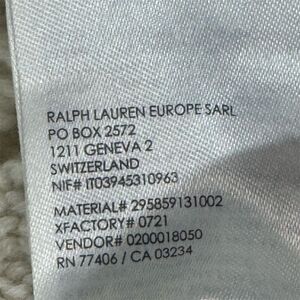 RALPH LAUREN EUROPE SARL
PO BOX 2572
1211 GENEVA 2
SWITZERLAND
NIF# IT03945310963
MATERIAL# 295859131002
XFACTORY# 0721
VENDOR# 0200018050
RN 77406 / CA 03234